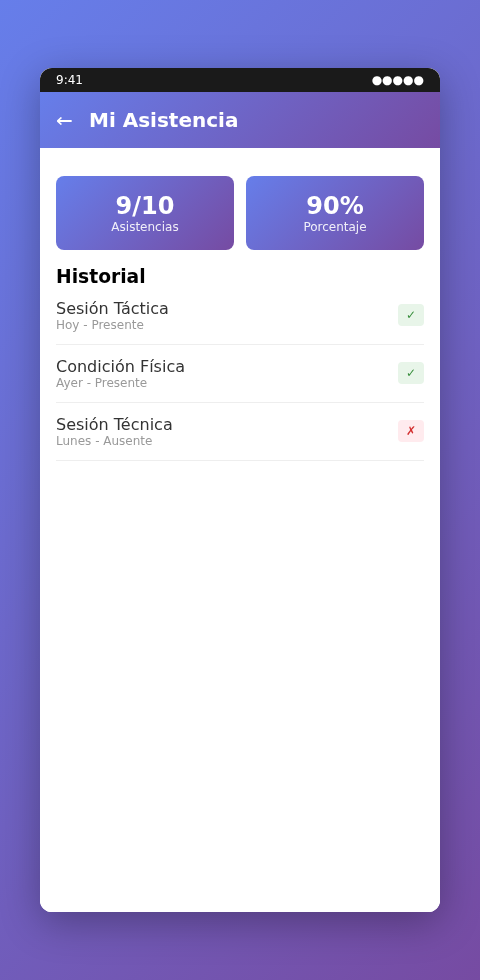 9:41 ●●●●●
← Mi Asistencia
9/10
Asistencias
90%
Porcentaje
Historial
Sesión Táctica
Hoy - Presente
✓
Condición Física
Ayer - Presente
✓
Sesión Técnica
Lunes - Ausente
✗